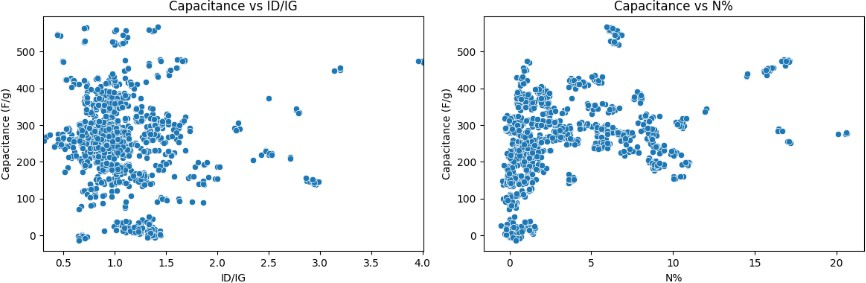 Capacitance vs ID/IG
Capacitance (F/g)
500
400
300
200
100
0
0.5 1.0 1.5 2.0 2.5 3.0 3.5 4.0
ID/IG
Capacitance vs N%
Capacitance (F/g)
500
400
300
200
100
0
0 5 10 15 20
N%